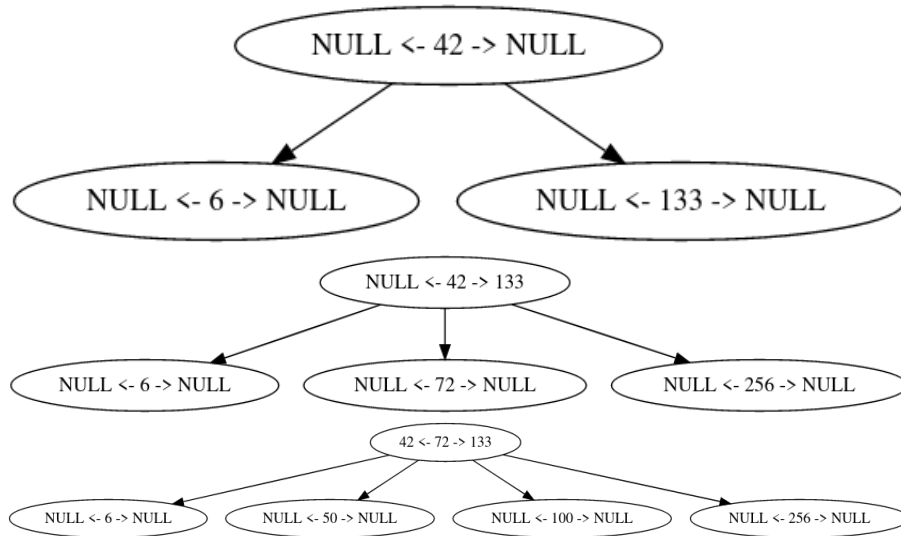 NULL <- 42 -> NULL
NULL <- 6 -> NULL
NULL <- 133 -> NULL
NULL <- 42 -> 133
NULL <- 6 -> NULL
NULL <- 72 -> NULL
NULL <- 256 -> NULL
42 <- 72 -> 133
NULL <- 6 -> NULL
NULL <- 50 -> NULL
NULL <- 100 -> NULL
NULL <- 256 -> NULL